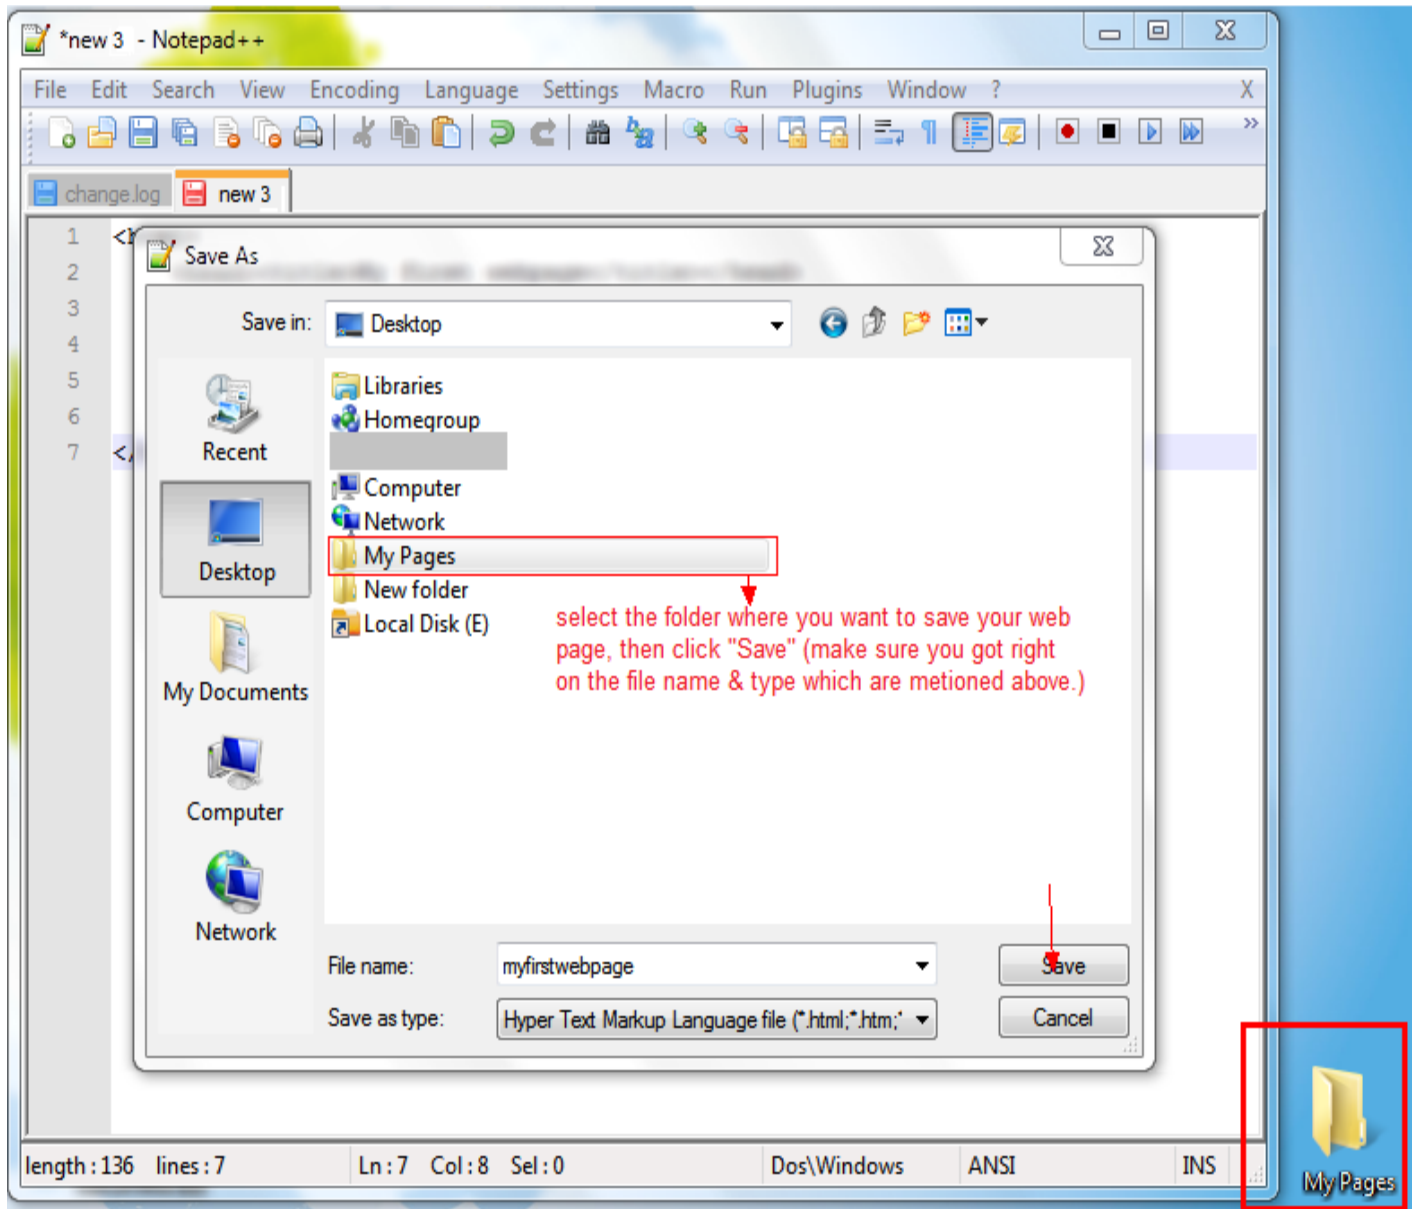 *new 3 - Notepad++
File Edit Search View Encoding Language Settings Macro Run Plugins Window ? X
change.log new 3
1 <h
2
3
4
5
6
7 </
Save As
Save in: Desktop
Libraries
Homegroup
Computer
Network
My Pages
New folder
Local Disk (E)
Recent
Desktop
My Documents
Computer
Network
select the folder where you want to save your web
page, then click "Save" (make sure you got right
on the file name & type which are metioned above.)
File name: myfirstwebpage Save
Save as type: Hyper Text Markup Language file (*.html;*.htm;* Cancel
length : 136 lines : 7 Ln : 7 Col : 8 Sel : 0 Dos\Windows ANSI INS
My Pages